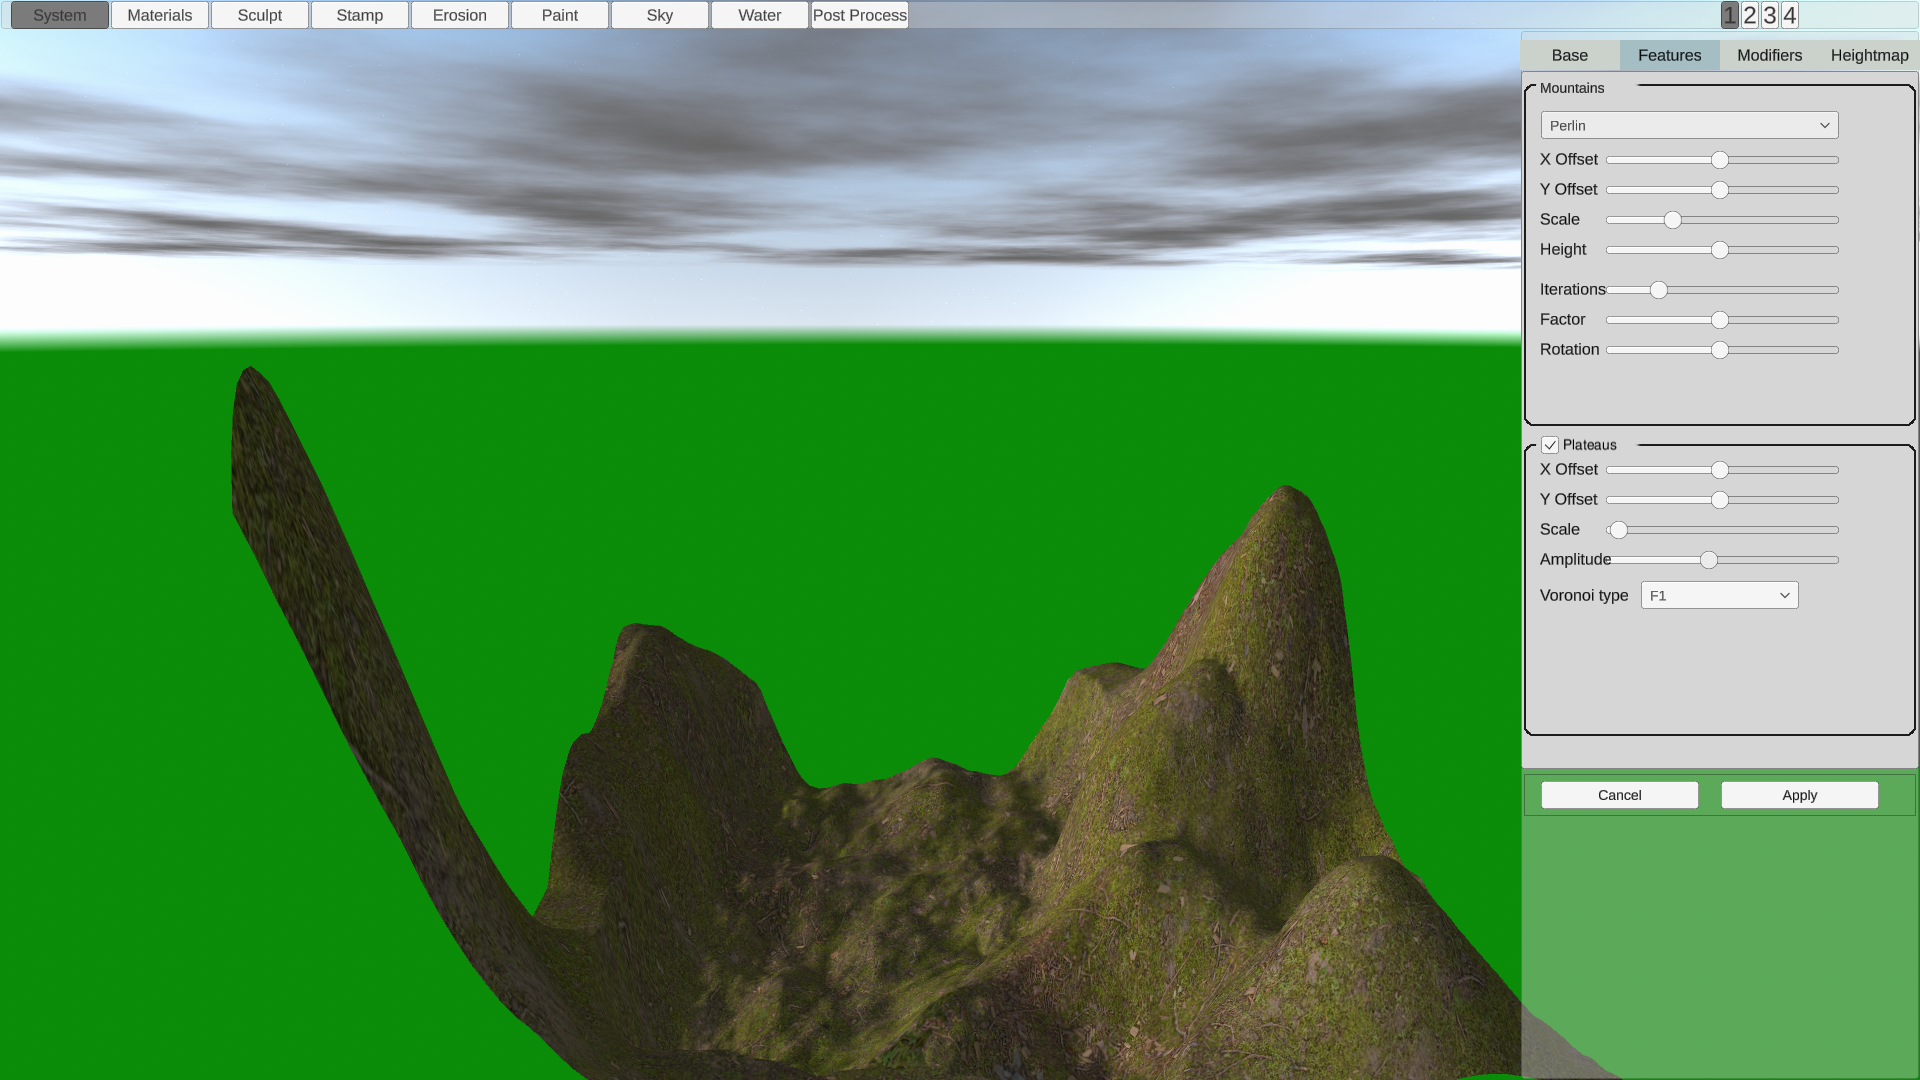 System Materials Sculpt Stamp Erosion Paint Sky Water Post Process 1 2 3 4
Base Features Modifiers Heightmap
Mountains
Perlin
X Offset
Y Offset
Scale
Height
Iterations
Factor
Rotation
Plateaus
X Offset
Y Offset
Scale
Amplitude
Voronoi type F1
Cancel Apply